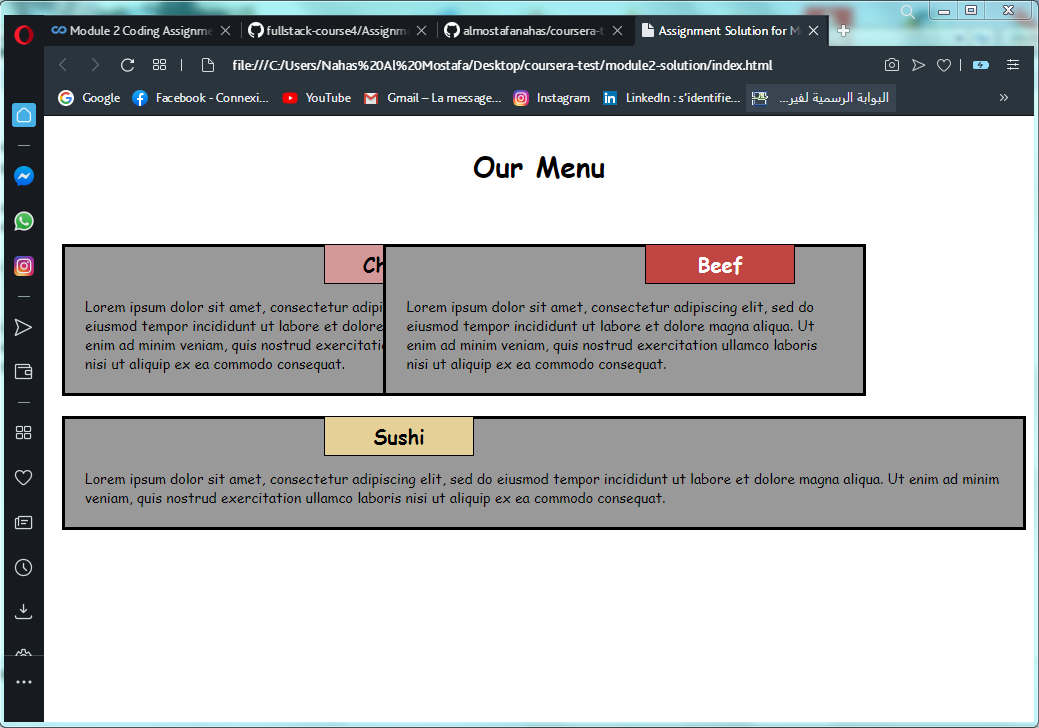 Module 2 Coding Assignme
fullstack-course4/Assignm
almostafanahas/coursera-t
Assignment Solution for M
file:///C:/Users/Nahas%20Al%20Mostafa/Desktop/coursera-test/module2-solution/index.html
Google
Facebook - Connexi...
YouTube
Gmail – La message...
Instagram
LinkedIn : s'identifie...
البوابة الرسمية لفير...
Our Menu
Ch
Lorem ipsum dolor sit amet, consectetur adipi
eiusmod tempor incididunt ut labore et dolore
enim ad minim veniam, quis nostrud exercitati
nisi ut aliquip ex ea commodo consequat.
Beef
Lorem ipsum dolor sit amet, consectetur adipiscing elit, sed do
eiusmod tempor incididunt ut labore et dolore magna aliqua. Ut
enim ad minim veniam, quis nostrud exercitation ullamco laboris
nisi ut aliquip ex ea commodo consequat.
Sushi
Lorem ipsum dolor sit amet, consectetur adipiscing elit, sed do eiusmod tempor incididunt ut labore et dolore magna aliqua. Ut enim ad minim
veniam, quis nostrud exercitation ullamco laboris nisi ut aliquip ex ea commodo consequat.